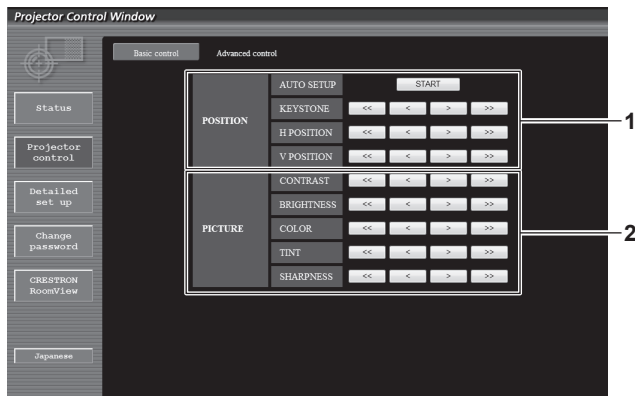 Projector Control Window
Basic control Advanced control
Status
Projector control
Detailed set up
Change password
CRESTRON RoomView
Japanese
POSITION
AUTO SETUP START
KEYSTONE << < > >>
H POSITION << < > >>
V POSITION << < > >>
1
PICTURE
CONTRAST << < > >>
BRIGHTNESS << < > >>
COLOR << < > >>
TINT << < > >>
SHARPNESS << < > >>
2